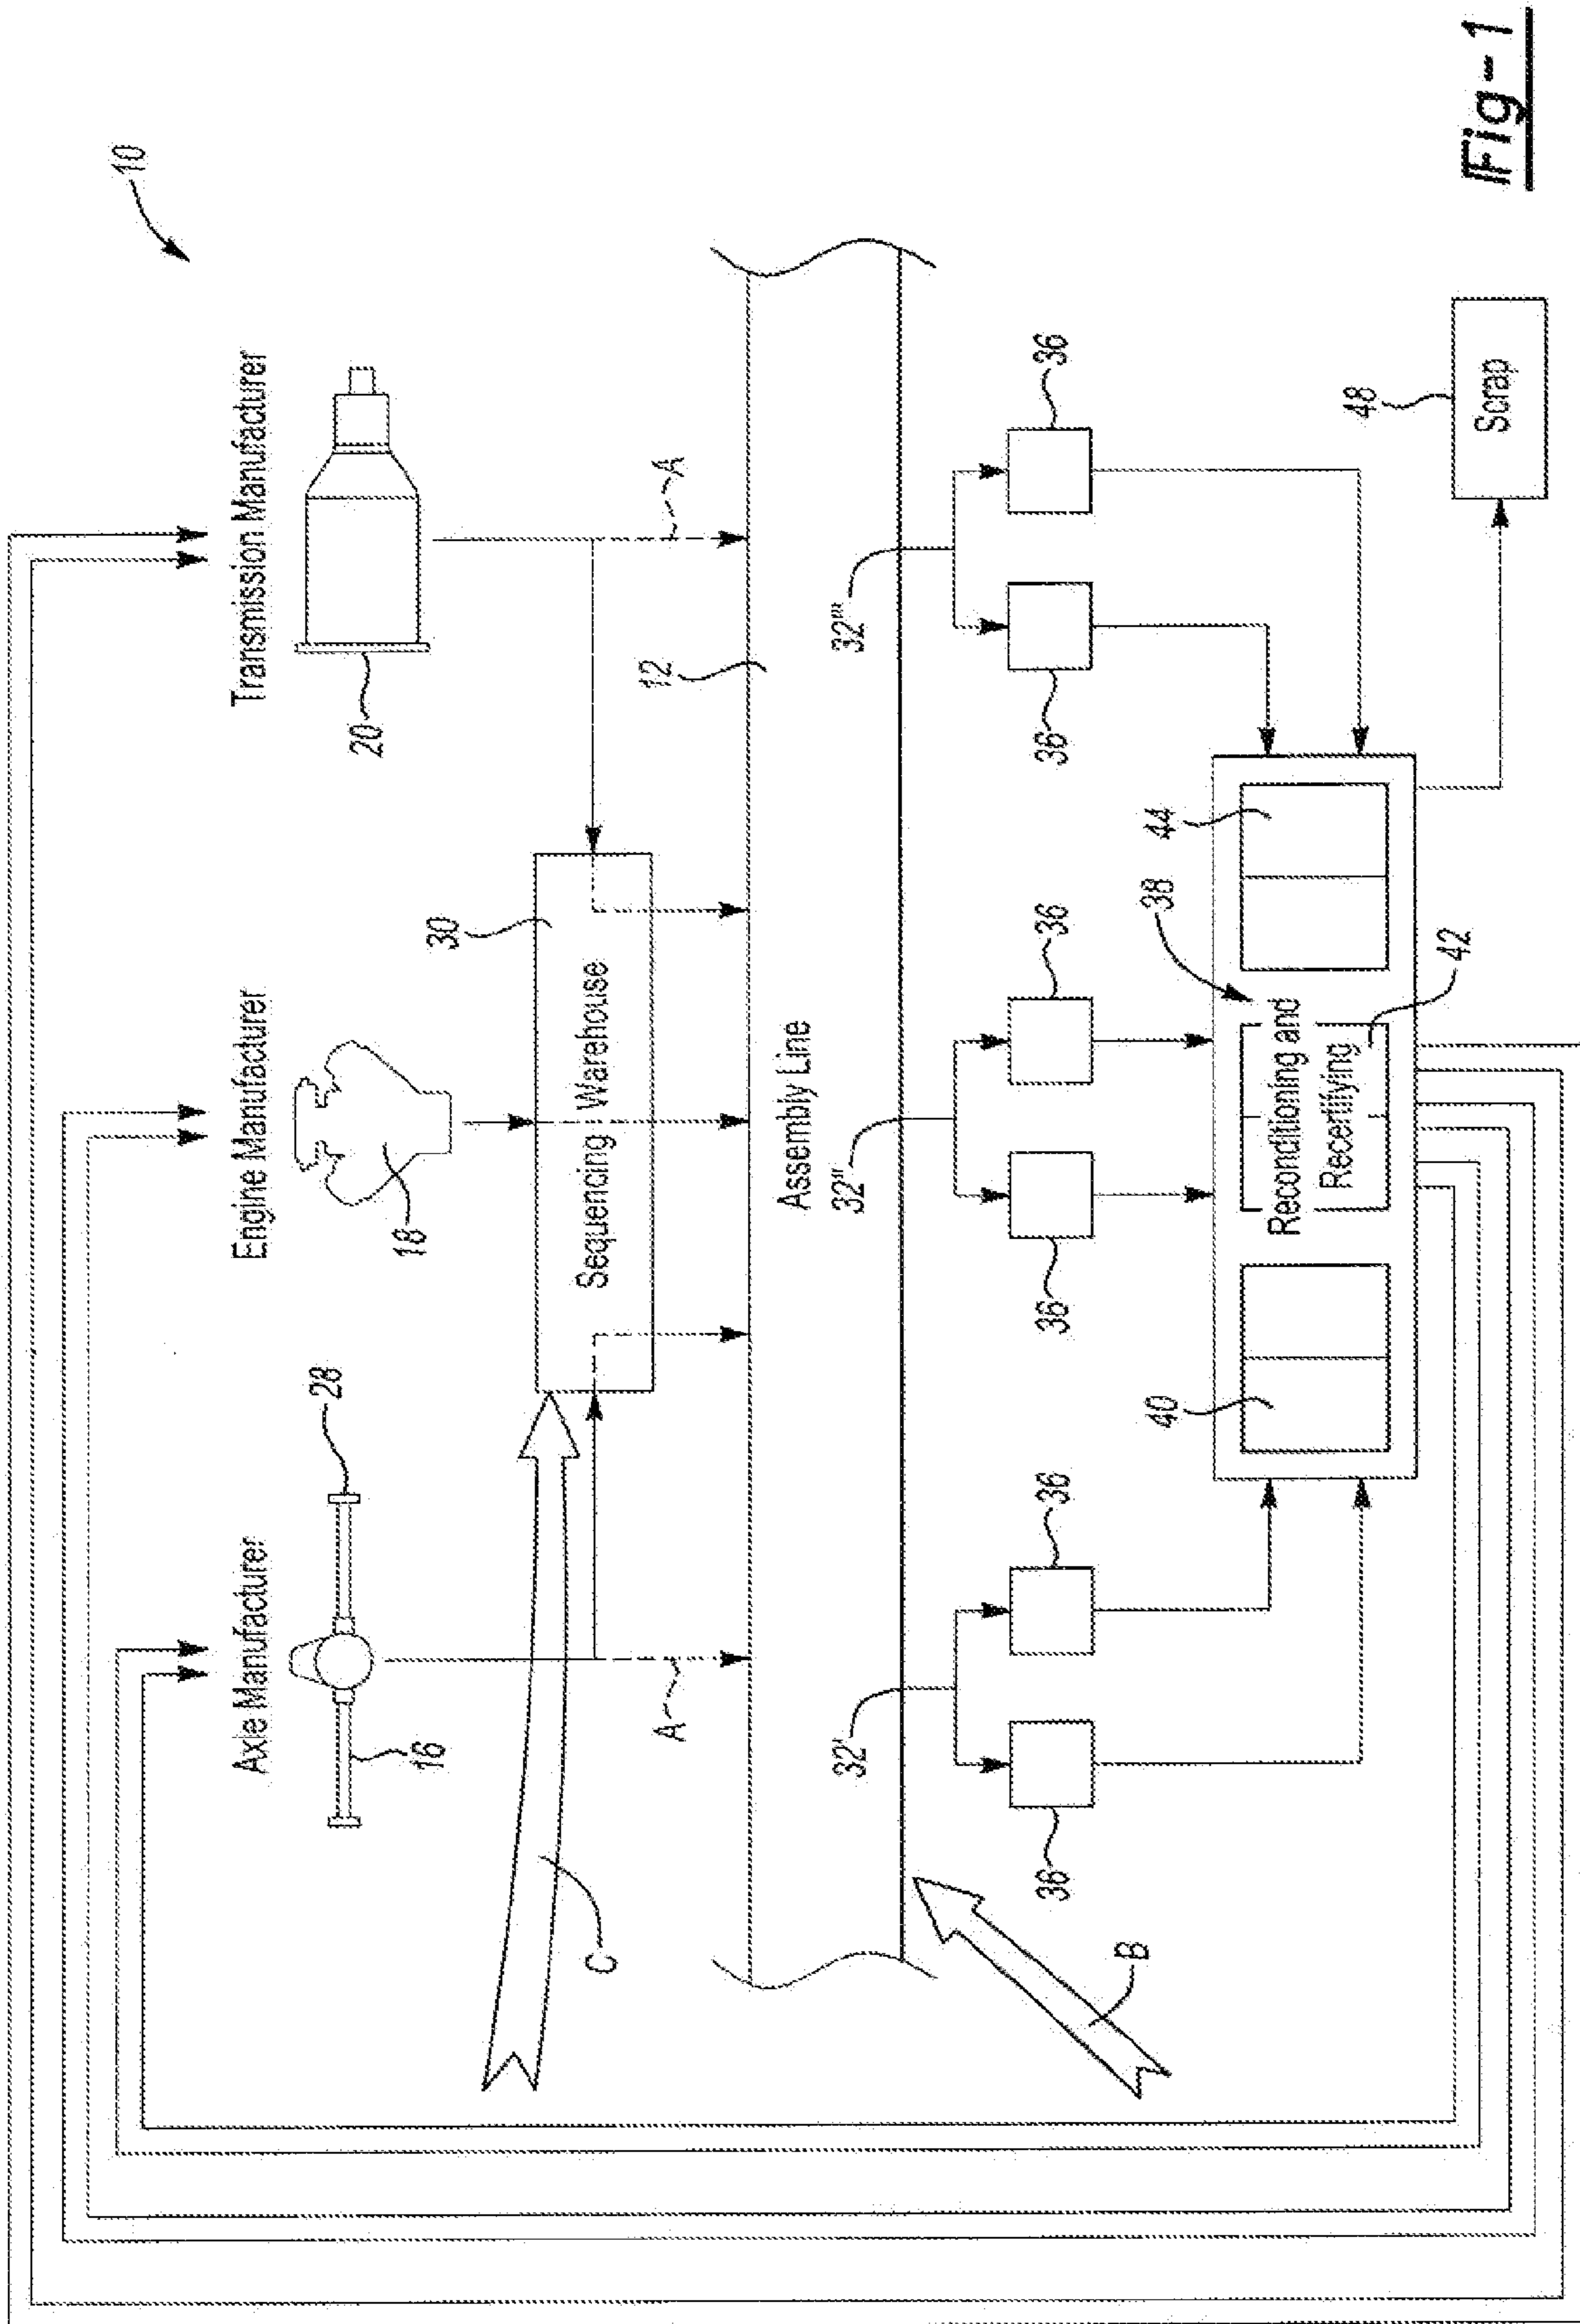 10
Axle Manufacturer
Engine Manufacturer
Transmission Manufacturer
16
28
18
20
30
Sequencing Warehouse
C
A
A
12
Assembly Line
32'
32"
32'''
B
36
36
36
36
36
36
38
40
Reconditioning and
Recertifying
42
44
48
Scrap
Fig-1